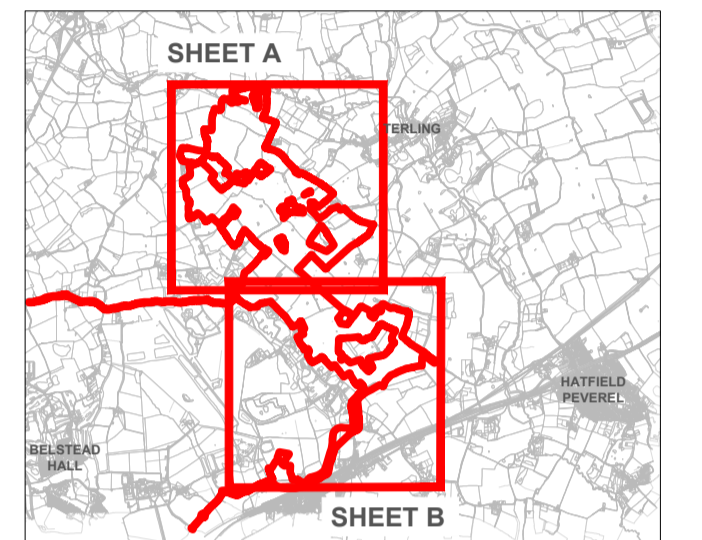 SHEET A
TERLING
HATFIELD
PEVEREL
BELSTEAD
HALL
SHEET B